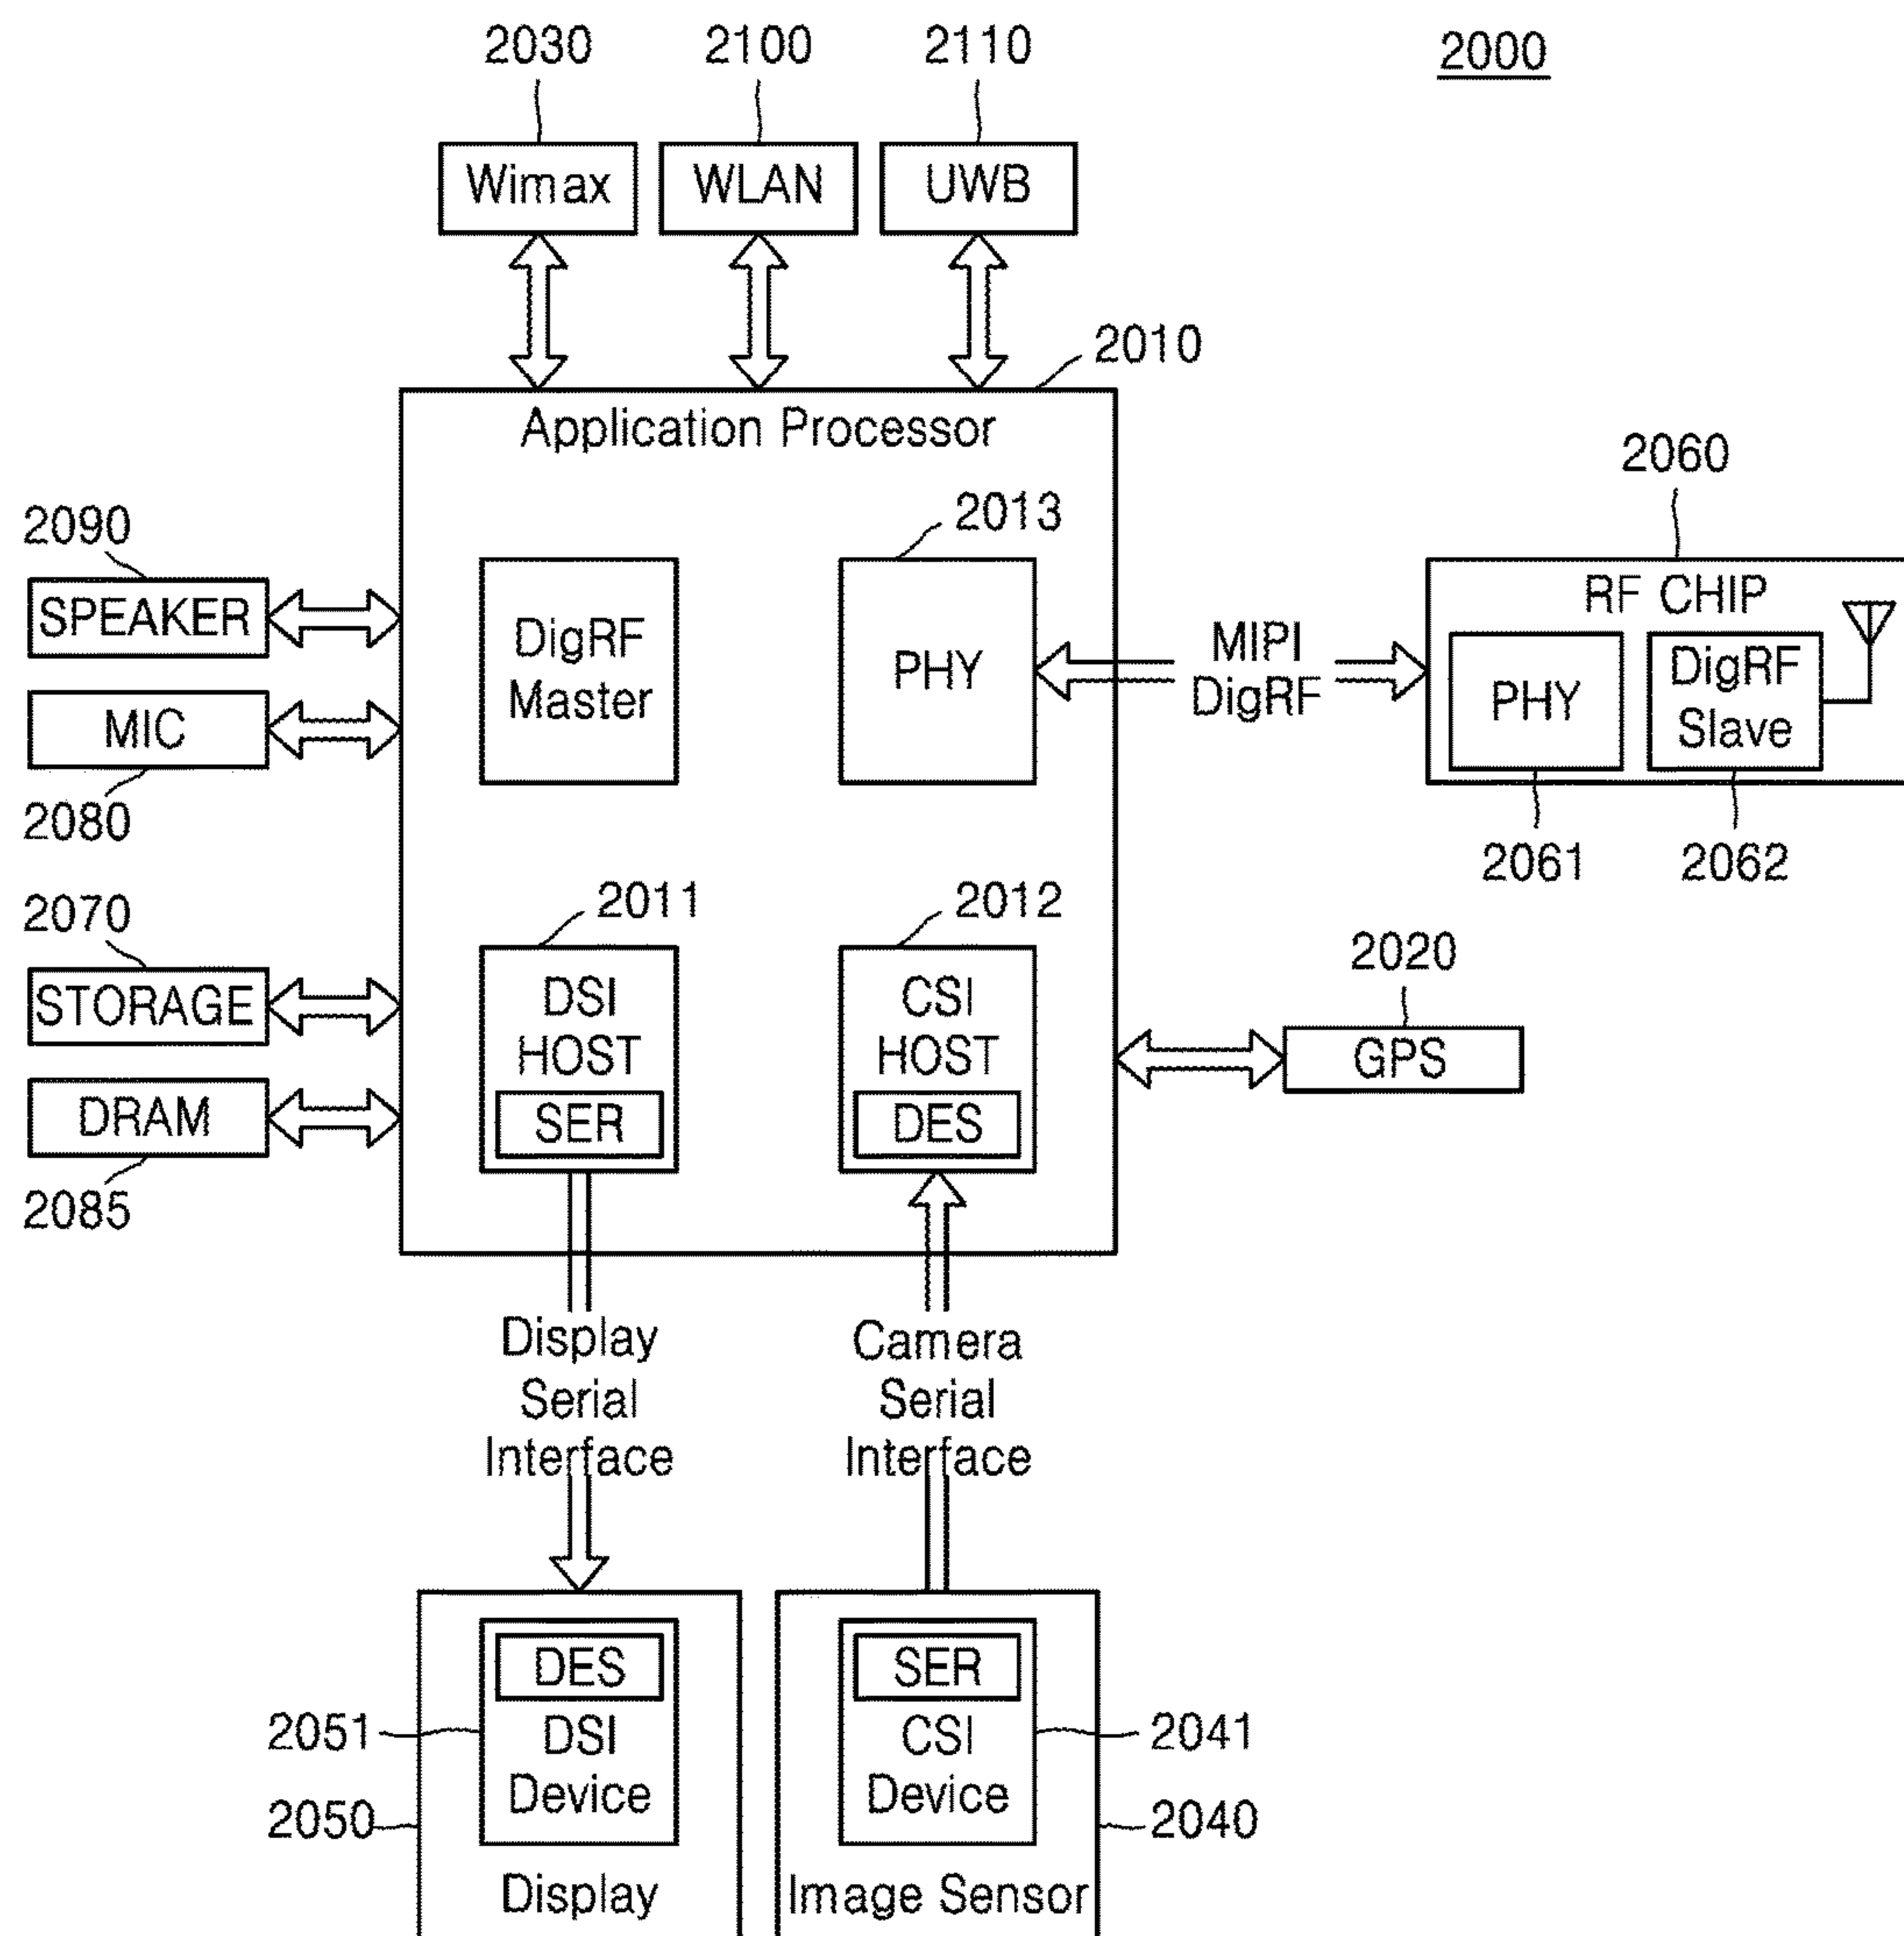 2030
2100
2110
2000
Wimax
WLAN
UWB
2010
Application Processor
2060
2013
2090
RF CHIP
SPEAKER
DigRF
Master
PHY
MIPI
DigRF
PHY
DigRF
Slave
MIC
2080
2061
2062
2070
2011
2012
2020
STORAGE
DSI
HOST
SER
CSI
HOST
DES
GPS
DRAM
2085
Display
Serial
Interface
Camera
Serial
Interface
DES
DSI
Device
SER
CSI
Device
2051
2041
2050
2040
Display
Image Sensor